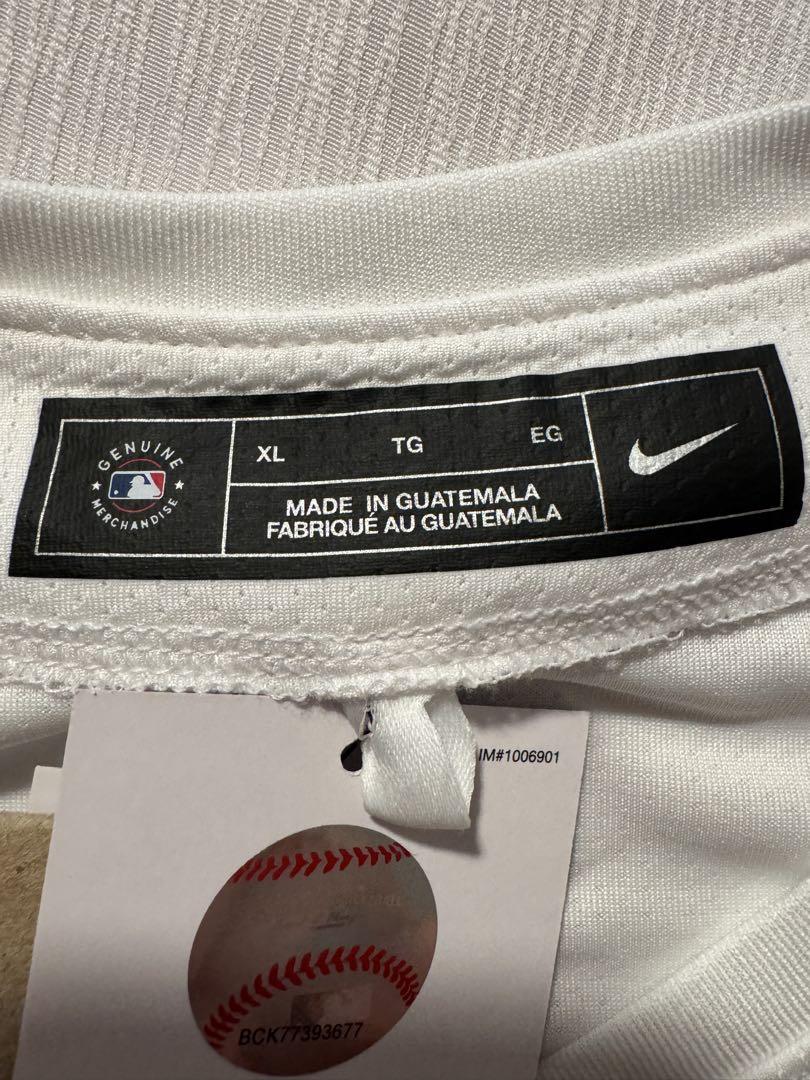 GENUINE
MERCHANDISE
XL TG EG
MADE IN GUATEMALA
FABRIQUÉ AU GUATEMALA
IM#1006901
BCK77393677